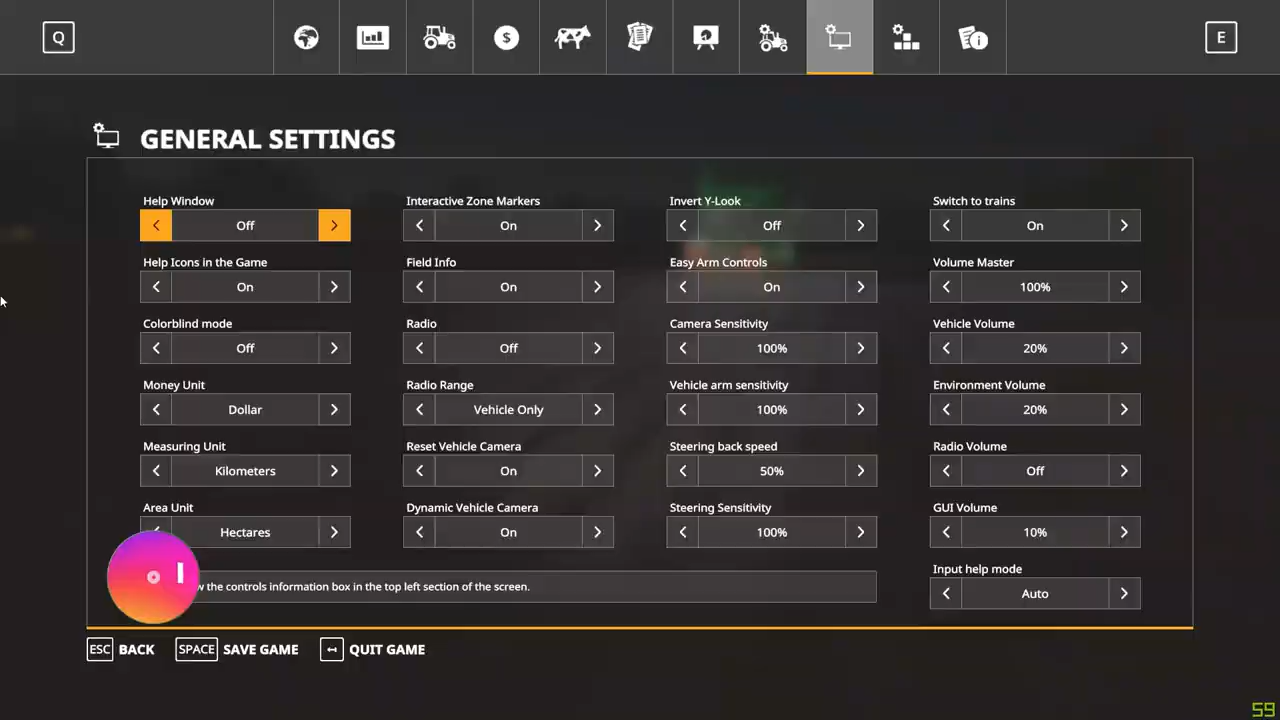 Q
E
GENERAL SETTINGS
Help Window
Off
Help Icons in the Game
On
Colorblind mode
Off
Money Unit
Dollar
Measuring Unit
Kilometers
Area Unit
Hectares
Interactive Zone Markers
On
Field Info
On
Radio
Off
Radio Range
Vehicle Only
Reset Vehicle Camera
On
Dynamic Vehicle Camera
On
Invert Y-Look
Off
Easy Arm Controls
On
Camera Sensitivity
100%
Vehicle arm sensitivity
100%
Steering back speed
50%
Steering Sensitivity
100%
Switch to trains
On
Volume Master
100%
Vehicle Volume
20%
Environment Volume
20%
Radio Volume
Off
GUI Volume
10%
Input help mode
Auto
the controls information box in the top left section of the screen.
ESC BACK SPACE SAVE GAME QUIT GAME
59